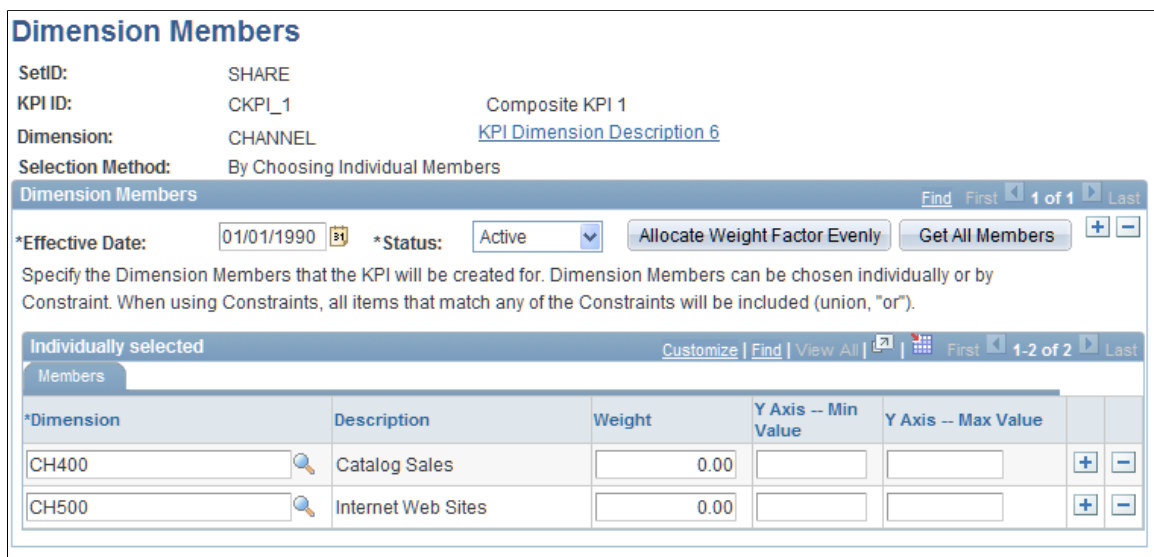 Dimension Members
SetID: SHARE
KPI ID: CKPI_1 Composite KPI 1
Dimension: CHANNEL KPI Dimension Description 6
Selection Method: By Choosing Individual Members
Dimension Members Find First 1 of 1 Last
*Effective Date: 01/01/1990 31 *Status: Active Allocate Weight Factor Evenly Get All Members
Specify the Dimension Members that the KPI will be created for. Dimension Members can be chosen individually or by
Constraint. When using Constraints, all items that match any of the Constraints will be included (union, "or").
Individually selected Customize | Find | View All | | First 1-2 of 2 Last
Members
*Dimension Description Weight Y Axis -- Min Value Y Axis -- Max Value
CH400 Catalog Sales 0.00
CH500 Internet Web Sites 0.00